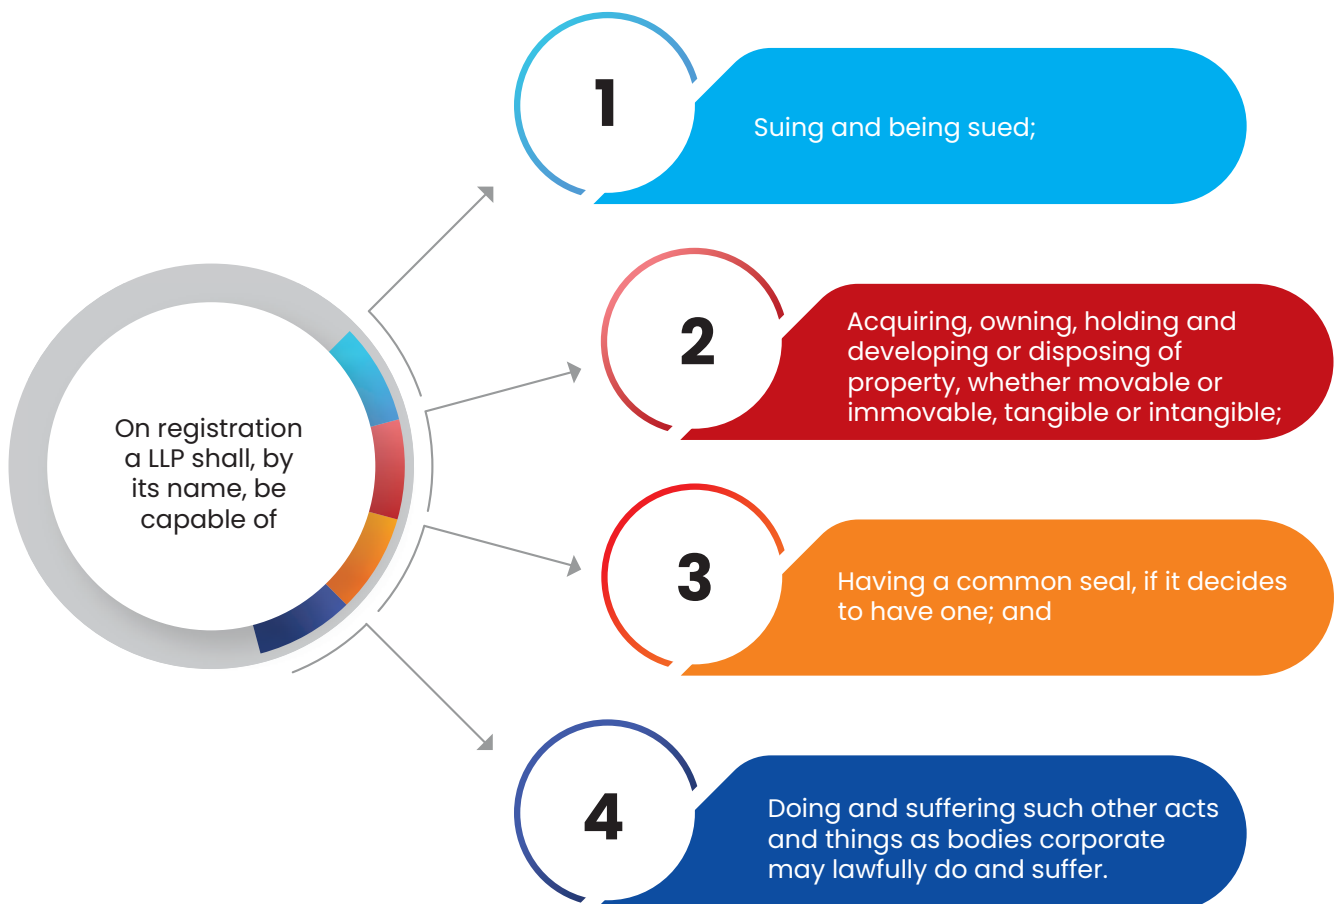 On registration
a LLP shall, by
its name, be
capable of
1
Suing and being sued;
2
Acquiring, owning, holding and
developing or disposing of
property, whether movable or
immovable, tangible or intangible;
3
Having a common seal, if it decides
to have one; and
4
Doing and suffering such other acts
and things as bodies corporate
may lawfully do and suffer.